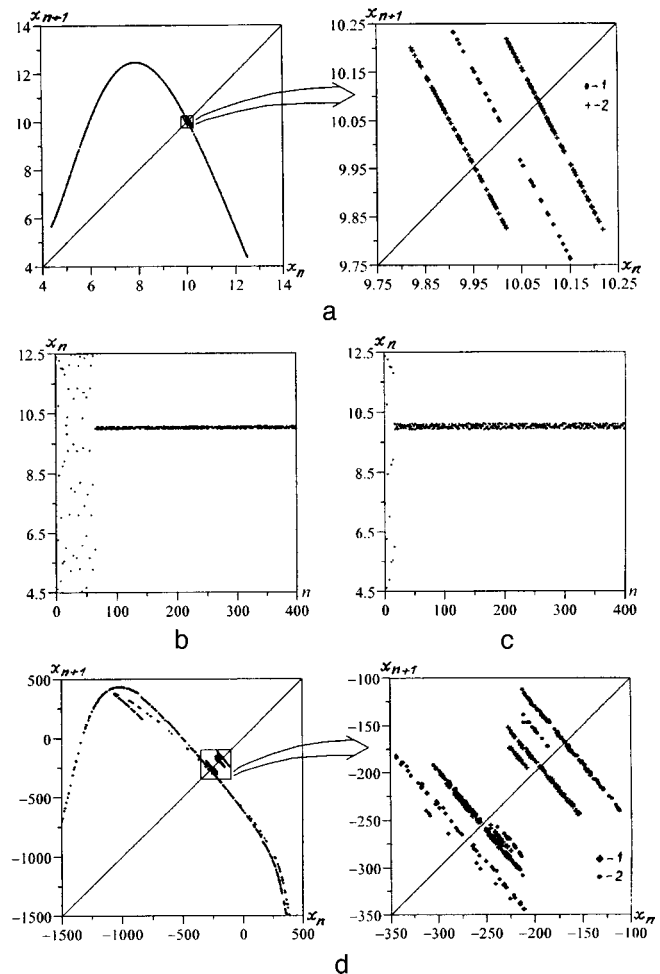 x_{n+1}
14
12
10
8
6
4
4 6 8 10 12 14
x_n
x_{n+1}
10.25
10.15
10.05
9.95
9.85
9.75
9.75 9.85 9.95 10.05 10.15 10.25
x_n
-1
+-2
a
x_n
12.5
10.5
8.5
6.5
4.5
0 100 200 300 400
n
b
x_n
12.5
10.5
8.5
6.5
4.5
0 100 200 300 400
n
c
x_{n+1}
500
0
-500
-1000
-1500
-1500 -1000 -500 0 500
x_n
x_{n+1}
-100
-150
-200
-250
-300
-350
-350 -300 -250 -200 -150 -100
x_n
-1
-2
d